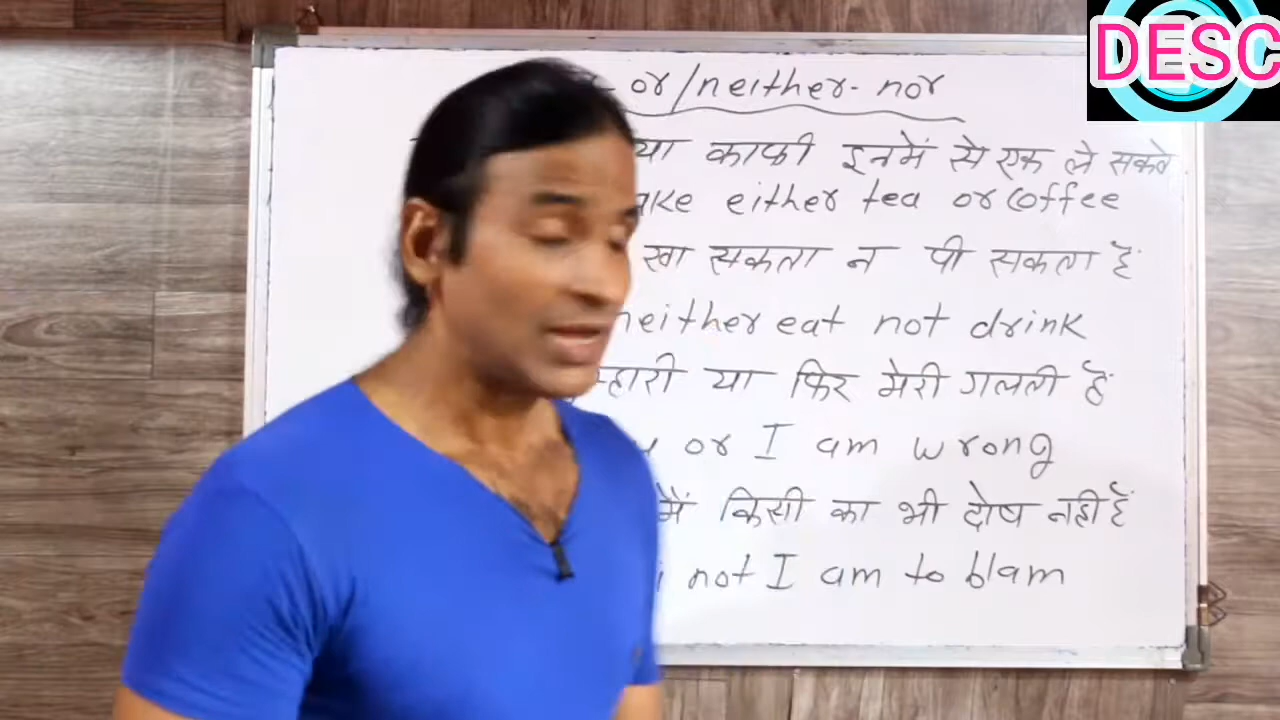 DESC
or/neither- nor
या काफी इनमें से एक ले सकते
either tea or coffee
खा सकता न पी सकता हैं
neither eat not drink
या फिर मेरी गलती हैं
or I am wrong
में किसी का भी दोष नही हैं
not I am to blam